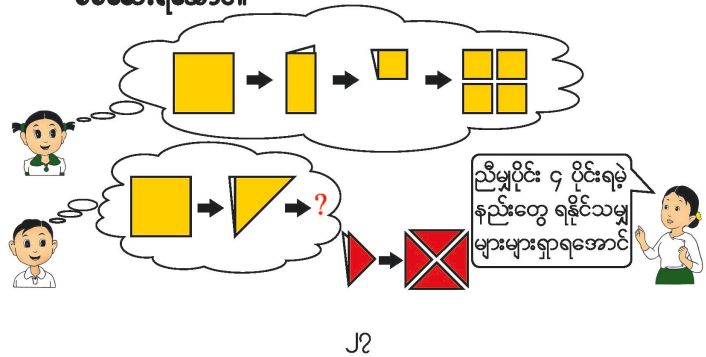 ?
ညီမျှပိုင်း ၄ ပိုင်းရမဲ့
နည်းတွေ ရနိုင်သမျှ
များများရှာရအောင်
၂၇